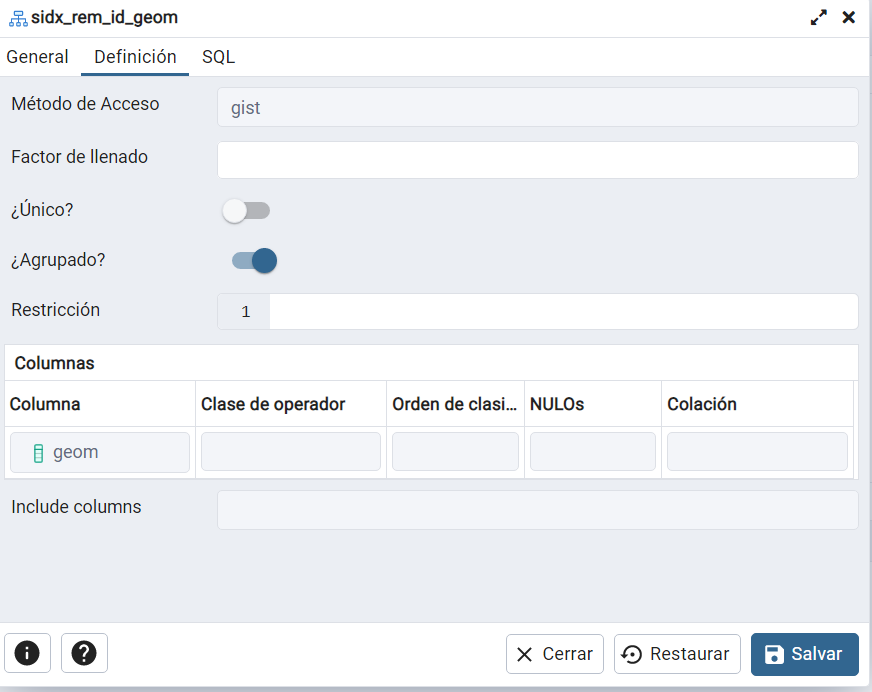 sidx_rem_id_geom
General Definición SQL
Método de Acceso gist
Factor de llenado
¿Único?
¿Agrupado?
Restricción 1
Columnas
Columna Clase de operador Orden de clasi... NULOs Colación
geom
Include columns
Cerrar Restaurar Salvar